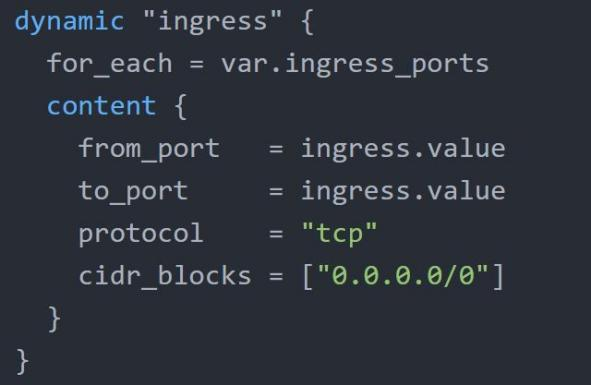 dynamic "ingress" {
  for_each = var.ingress_ports
  content {
    from_port   = ingress.value
    to_port     = ingress.value
    protocol    = "tcp"
    cidr_blocks = ["0.0.0.0/0"]
  }
}